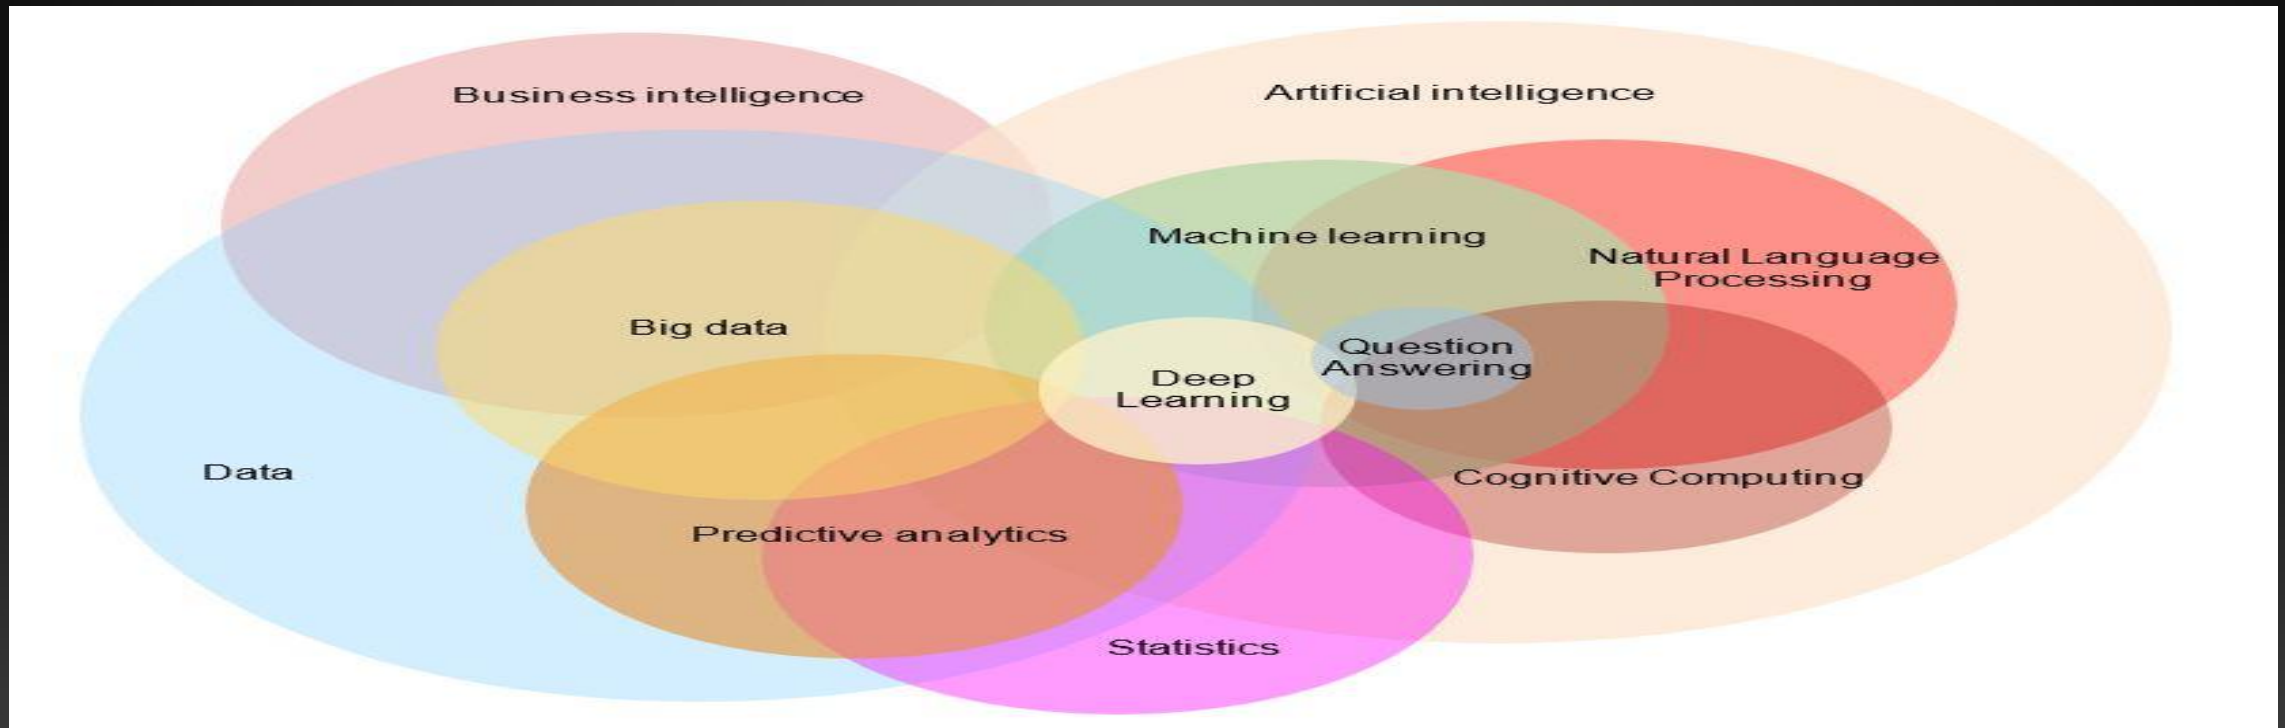 Business intelligence
Artificial intelligence
Machine learning
Natural Language
Processing
Big data
Question
Answering
Deep
Learning
Data
Cognitive Computing
Predictive analytics
Statistics